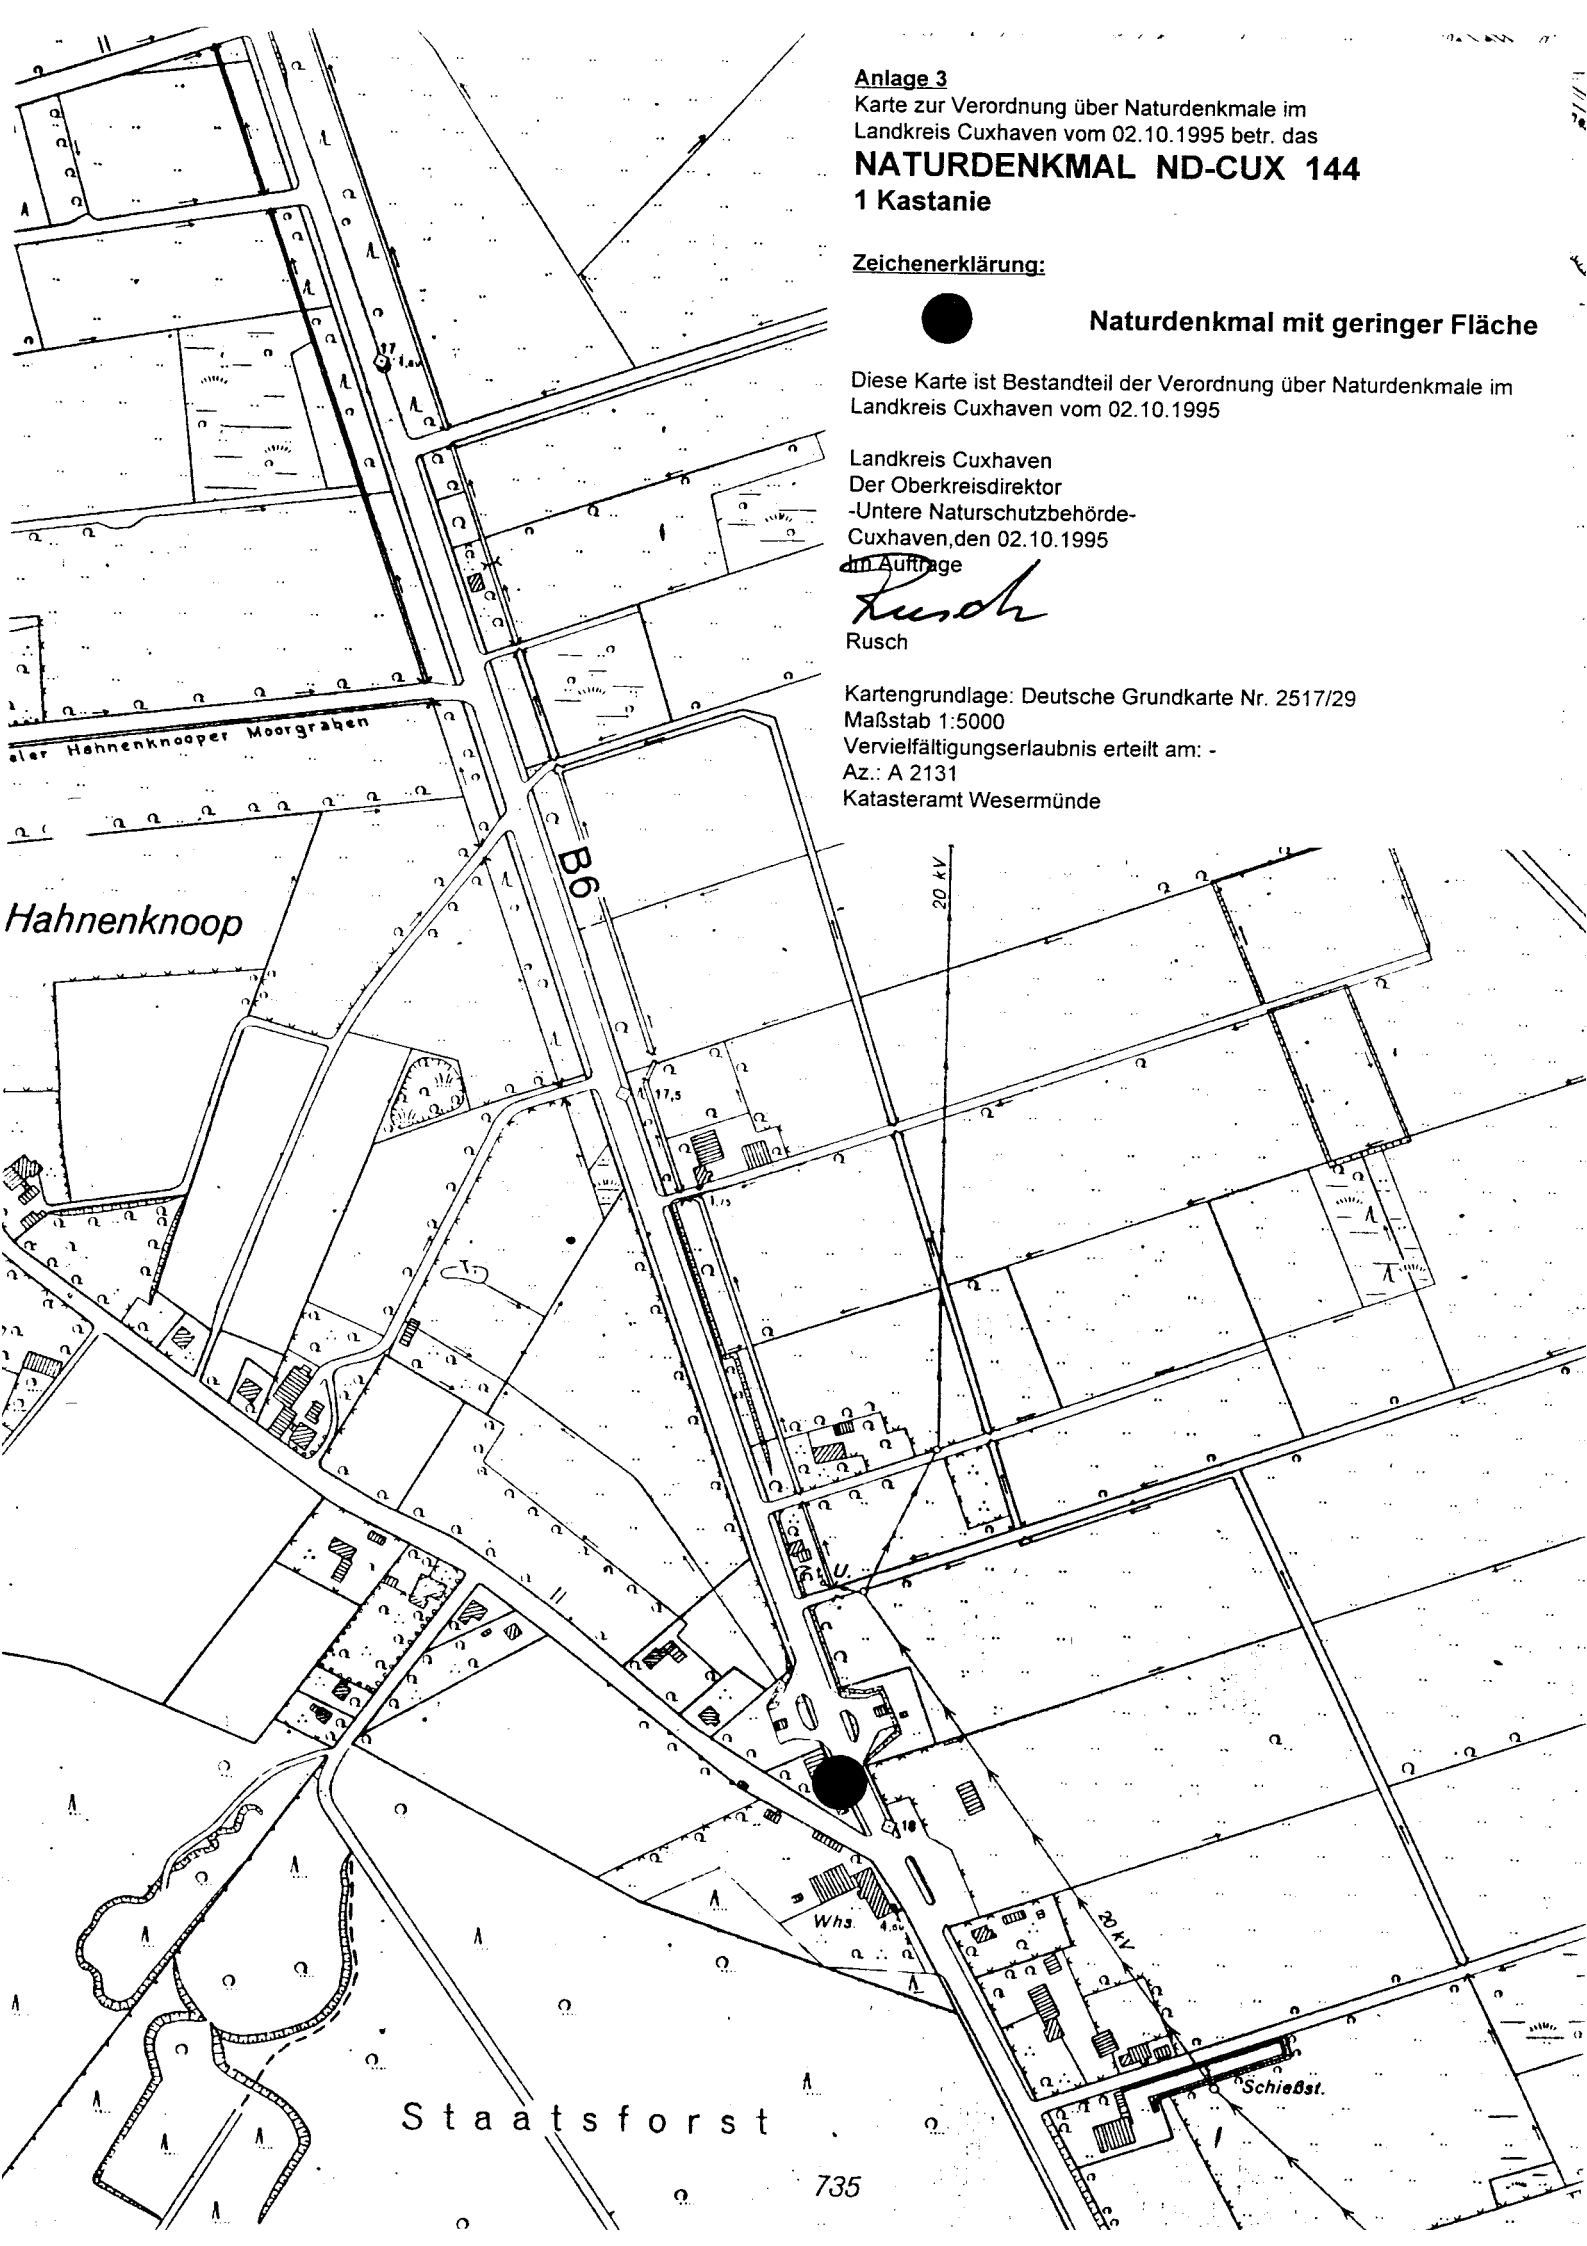 Anlage 3
Karte zur Verordnung über Naturdenkmale im
Landkreis Cuxhaven vom 02.10.1995 betr. das
NATURDENKMAL ND-CUX 144
1 Kastanie
Zeichenerklärung:
Naturdenkmal mit geringer Fläche
Diese Karte ist Bestandteil der Verordnung über Naturdenkmale im
Landkreis Cuxhaven vom 02.10.1995
Landkreis Cuxhaven
Der Oberkreisdirektor
-Untere Naturschutzbehörde-
Cuxhaven,den 02.10.1995
Im Auftrage
Rusch
Rusch
Kartengrundlage: Deutsche Grundkarte Nr. 2517/29
Maßstab 1:5000
Vervielfältigungserlaubnis erteilt am: -
Az.: A 2131
Katasteramt Wesermünde
17
Hahnenknooper Moorgraben
B6
20 kV
Hahnenknoop
17,5
1,75
T.
U.
18
Whs.
20 kV
Schießst.
Staatsforst
735